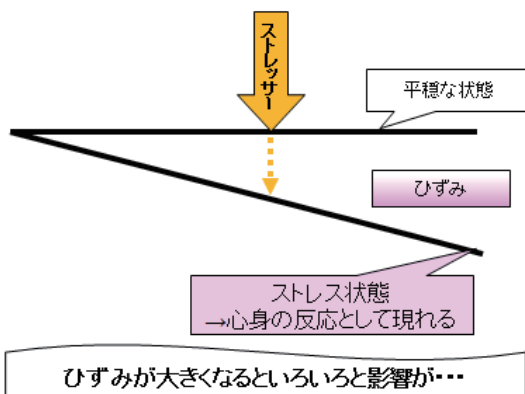 ストレッサー
平穏な状態
ひずみ
ストレス状態
→心身の反応として現れる
ひずみが大きくなるといろいろと影響が・・・